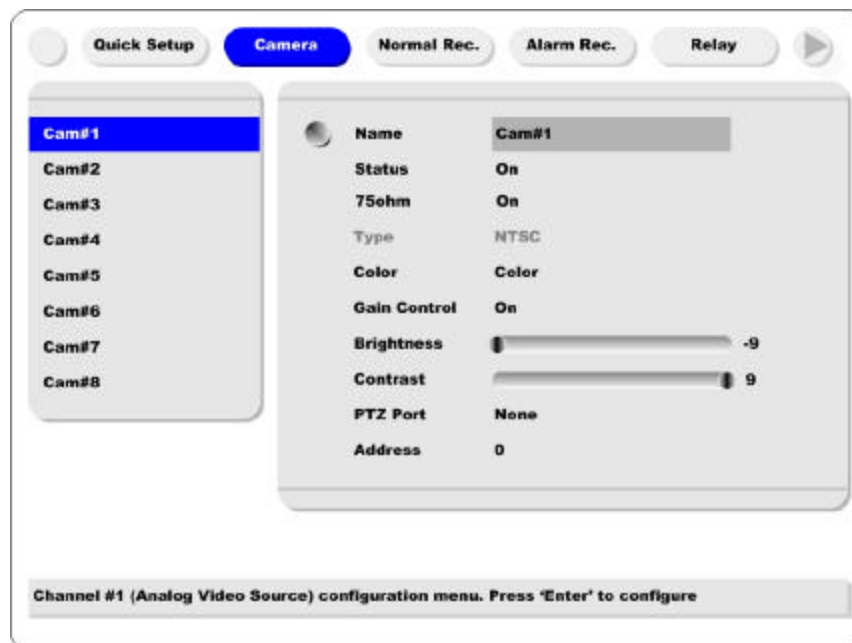 Quick Setup Camera Normal Rec. Alarm Rec. Relay
Cam#1
Cam#2
Cam#3
Cam#4
Cam#5
Cam#6
Cam#7
Cam#8
Name Cam#1
Status On
75ohm On
Type NTSC
Color Color
Gain Control On
Brightness -9
Contrast 9
PTZ Port None
Address 0
Channel #1 (Analog Video Source) configuration menu. Press ‘Enter’ to configure